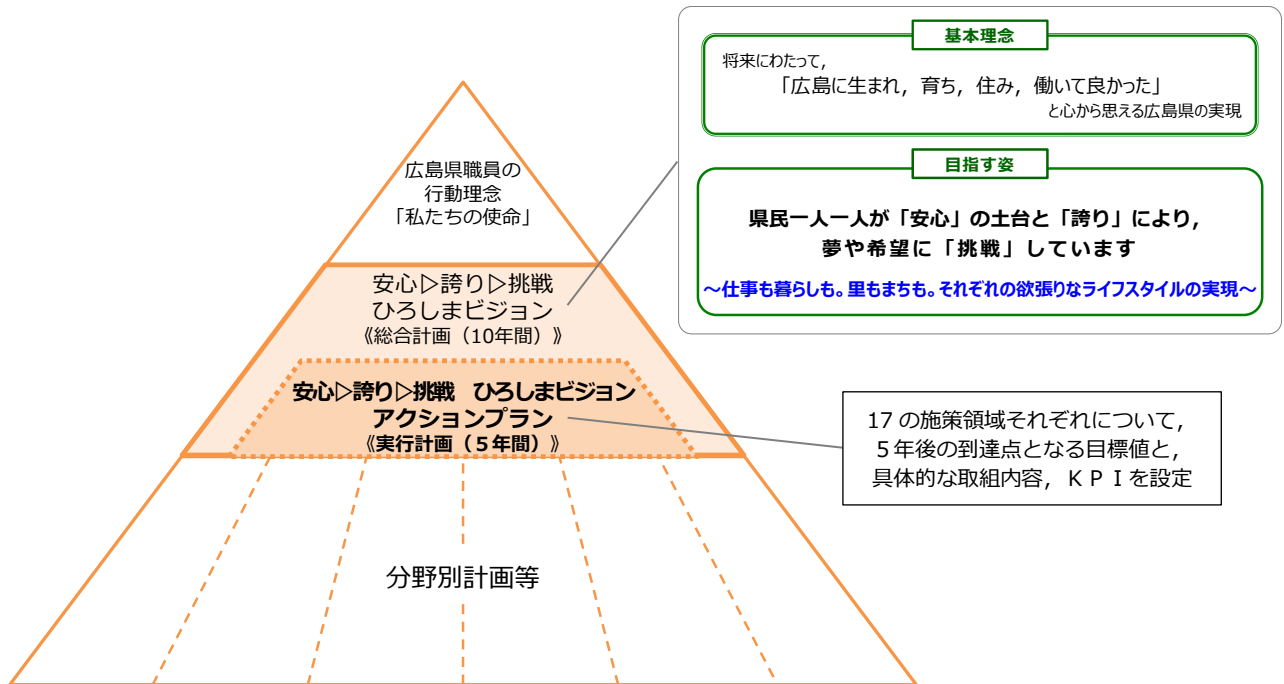 広島県職員の
行動理念
「私たちの使命」
安心▷誇り▷挑戦
ひろしまビジョン
《総合計画（10年間）》
安心▷誇り▷挑戦　ひろしまビジョン
アクションプラン
《実行計画（５年間）》
分野別計画等
基本理念
将来にわたって，
「広島に生まれ，育ち，住み，働いて良かった」
と心から思える広島県の実現
目指す姿
県民一人一人が「安心」の土台と「誇り」により，
夢や希望に「挑戦」しています
～仕事も暮らしも。里もまちも。それぞれの欲張りなライフスタイルの実現～
17 の施策領域それぞれについて，
５年後の到達点となる目標値と，
具体的な取組内容，ＫＰＩを設定